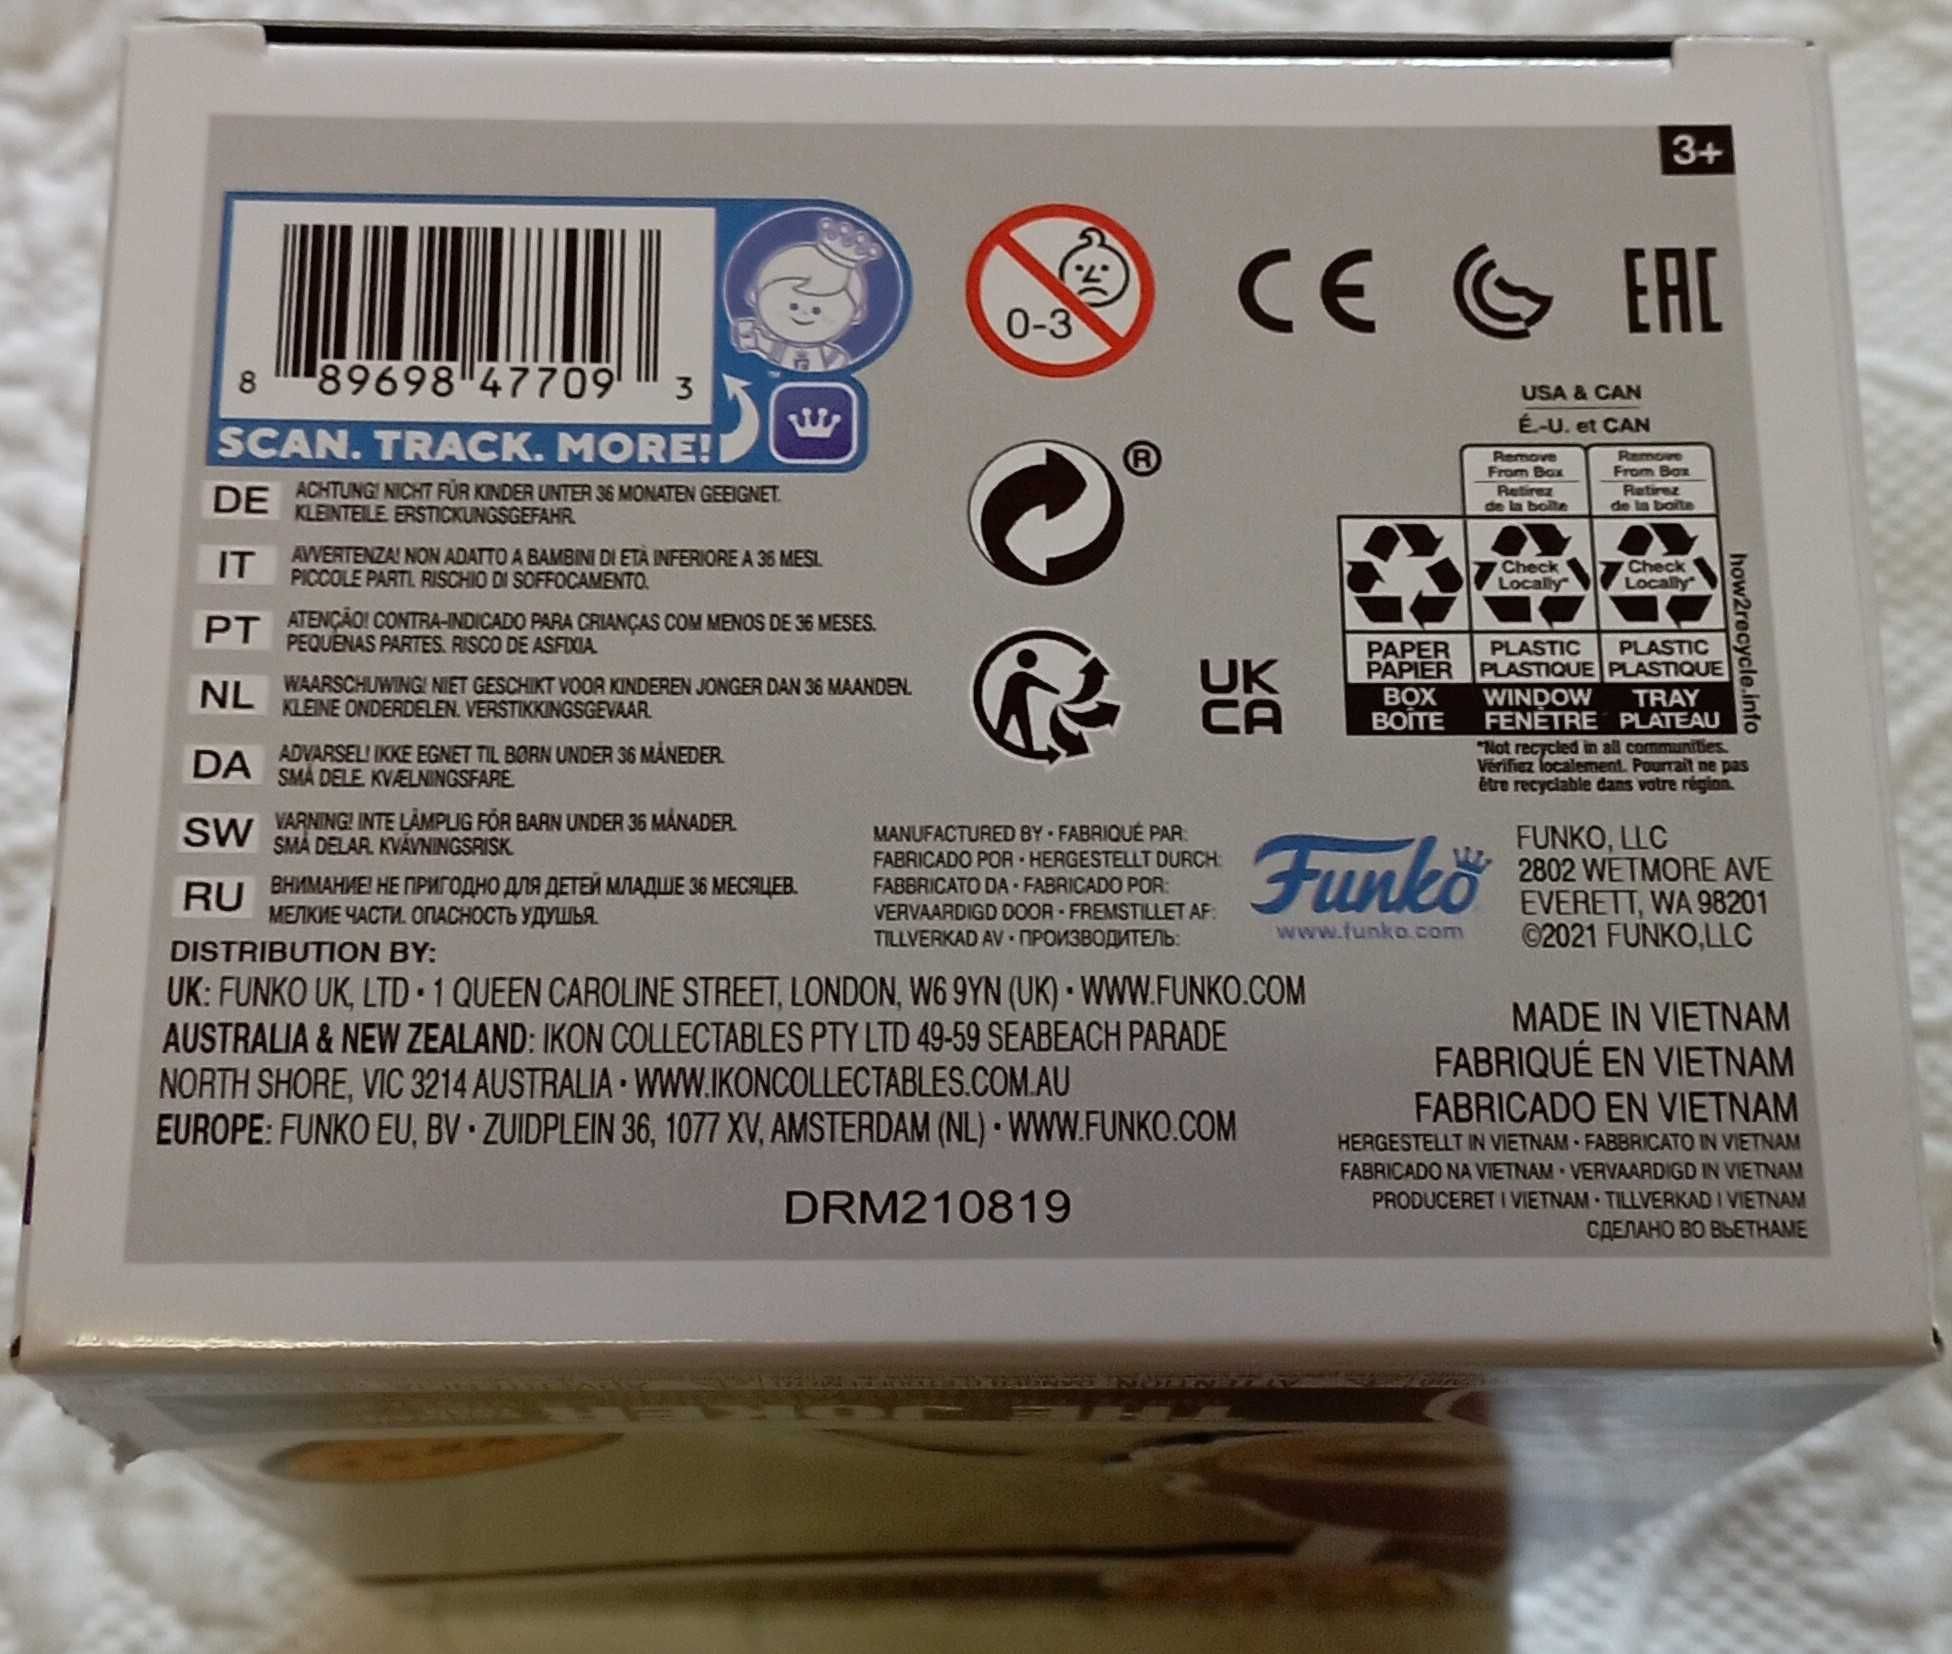 3+
8 89698 47709 3
SCAN. TRACK. MORE!
™
0-3
CE
EAC
®
UK
CA
USA & CAN
É.-U. et CAN
Remove
From Box
Retirez
de la boîte
Remove
From Box
Retirez
de la boîte
Check
Locally*
Check
Locally*
PAPER
PAPIER
PLASTIC
PLASTIQUE
PLASTIC
PLASTIQUE
BOX
BOÎTE
WINDOW
FENÊTRE
TRAY
PLATEAU
how2recycle.info
*Not recycled in all communities.
Vérifiez localement. Pourrait ne pas
être recyclable dans votre région.
DE ACHTUNG! NICHT FÜR KINDER UNTER 36 MONATEN GEEIGNET.
KLEINTEILE. ERSTICKUNGSGEFAHR.
IT AVVERTENZA! NON ADATTO A BAMBINI DI ETÀ INFERIORE A 36 MESI.
PICCOLE PARTI. RISCHIO DI SOFFOCAMENTO.
PT ATENÇÃO! CONTRA-INDICADO PARA CRIANÇAS COM MENOS DE 36 MESES.
PEQUENAS PARTES. RISCO DE ASFIXIA.
NL WAARSCHUWING! NIET GESCHIKT VOOR KINDEREN JONGER DAN 36 MAANDEN.
KLEINE ONDERDELEN. VERSTIKKINGSGEVAAR.
DA ADVARSEL! IKKE EGNET TIL BØRN UNDER 36 MÅNEDER.
SMÅ DELE. KVÆLNINGSFARE.
SW VARNING! INTE LÄMPLIG FÖR BARN UNDER 36 MÅNADER.
SMÅ DELAR. KVÄVNINGSRISK.
RU ВНИМАНИЕ! НЕ ПРИГОДНО ДЛЯ ДЕТЕЙ МЛАДШЕ 36 МЕСЯЦЕВ.
МЕЛКИЕ ЧАСТИ. ОПАСНОСТЬ УДУШЬЯ.
MANUFACTURED BY • FABRIQUÉ PAR:
FABRICADO POR • HERGESTELLT DURCH:
FABBRICATO DA • FABRICADO POR:
VERVAARDIGD DOOR • FREMSTILLET AF:
TILLVERKAD AV • ПРОИЗВОДИТЕЛЬ:
Funko
www.funko.com
FUNKO, LLC
2802 WETMORE AVE
EVERETT, WA 98201
©2021 FUNKO,LLC
DISTRIBUTION BY:
UK: FUNKO UK, LTD • 1 QUEEN CAROLINE STREET, LONDON, W6 9YN (UK) • WWW.FUNKO.COM
AUSTRALIA & NEW ZEALAND: IKON COLLECTABLES PTY LTD 49-59 SEABEACH PARADE
NORTH SHORE, VIC 3214 AUSTRALIA • WWW.IKONCOLLECTABLES.COM.AU
EUROPE: FUNKO EU, BV • ZUIDPLEIN 36, 1077 XV, AMSTERDAM (NL) • WWW.FUNKO.COM
DRM210819
MADE IN VIETNAM
FABRIQUÉ EN VIETNAM
FABRICADO EN VIETNAM
HERGESTELLT IN VIETNAM • FABBRICATO IN VIETNAM
FABRICADO NA VIETNAM • VERVAARDIGD IN VIETNAM
PRODUCERET I VIETNAM • TILLVERKAD I VIETNAM
СДЕЛАНО ВО ВЬЕТНАМЕ